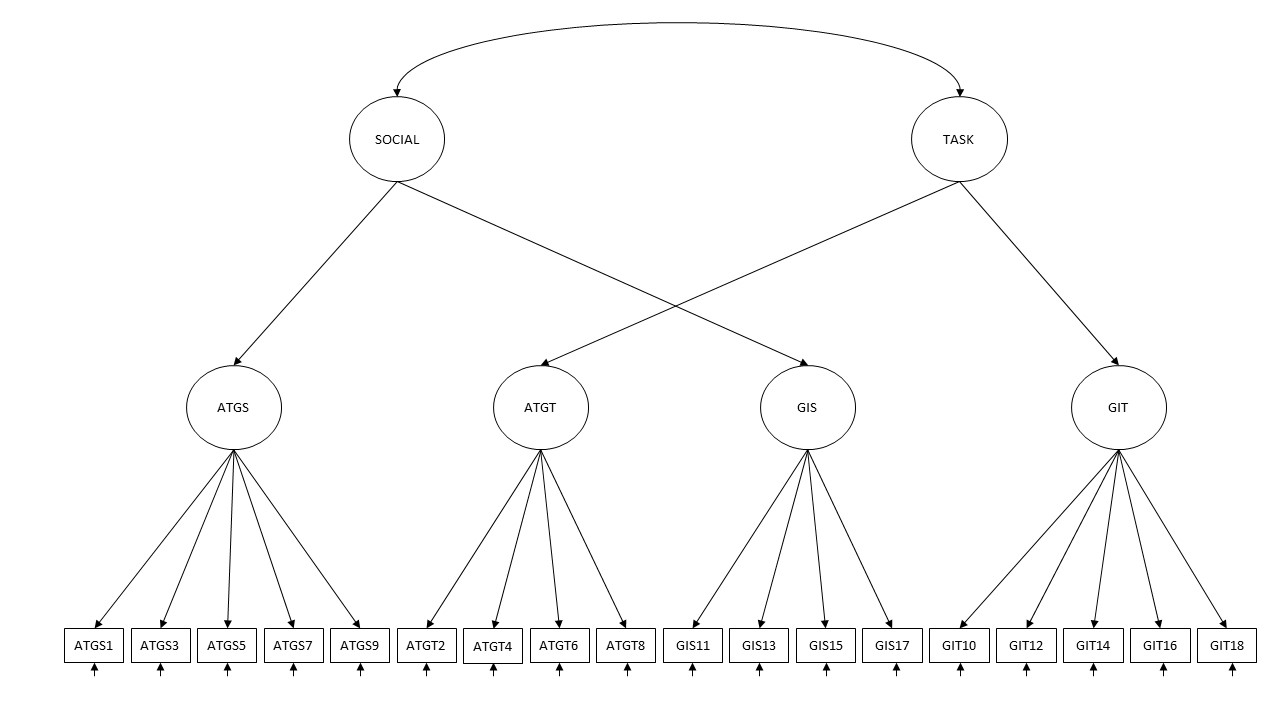 SOCIAL
TASK
ATGS
ATGT
GIS
GIT
ATGS1
ATGS3
ATGS5
ATGS7
ATGS9
ATGT2
ATGT4
ATGT6
ATGT8
GIS11
GIS13
GIS15
GIS17
GIT10
GIT12
GIT14
GIT16
GIT18